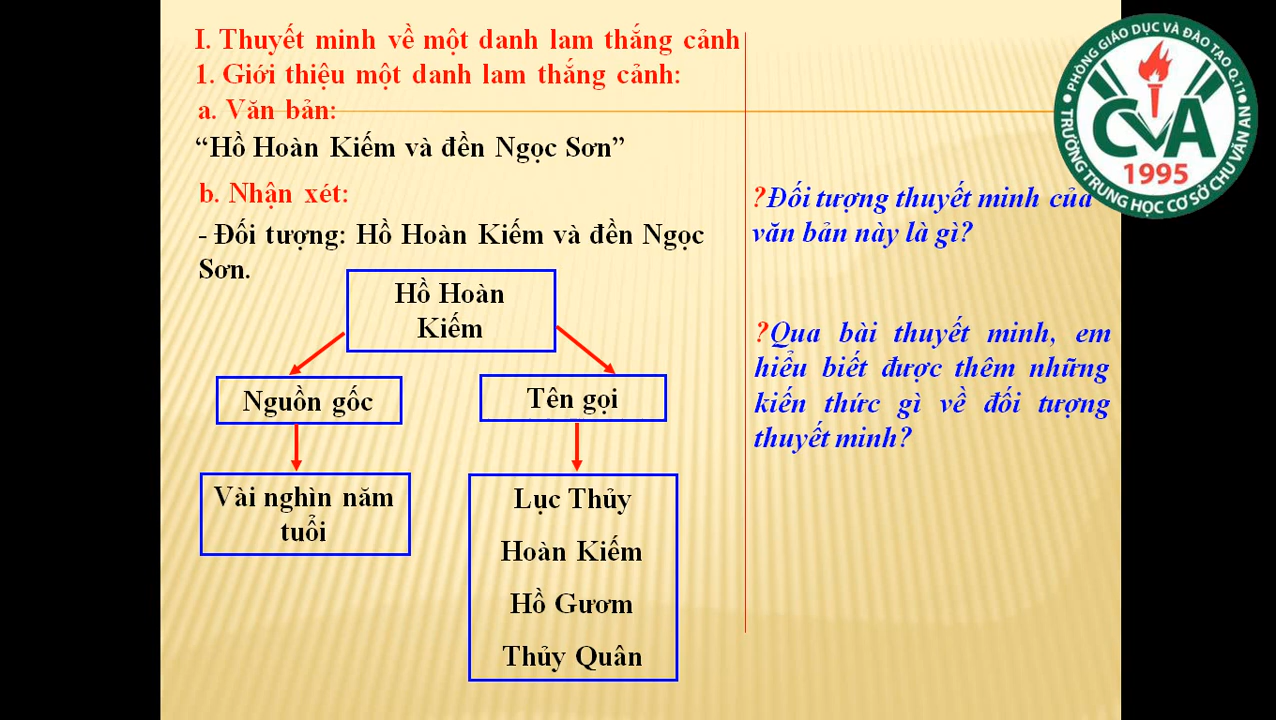 I. Thuyết minh về một danh lam thắng cảnh
1. Giới thiệu một danh lam thắng cảnh:
a. Văn bản:
“Hồ Hoàn Kiếm và đền Ngọc Sơn”
b. Nhận xét:
- Đối tượng: Hồ Hoàn Kiếm và đền Ngọc
Sơn.
Hồ Hoàn
Kiếm
Nguồn gốc
Tên gọi
Vài nghìn năm
tuổi
Lục Thủy
Hoàn Kiếm
Hồ Gươm
Thủy Quân
?Đối tượng thuyết minh của
văn bản này là gì?
?Qua bài thuyết minh, em
hiểu biết được thêm những
kiến thức gì về đối tượng
thuyết minh?
PHÒNG GIÁO DỤC VÀ ĐÀO TẠO Q.11
CVA
1995
TRƯỜNG TRUNG HỌC CƠ SỞ CHU VĂN AN